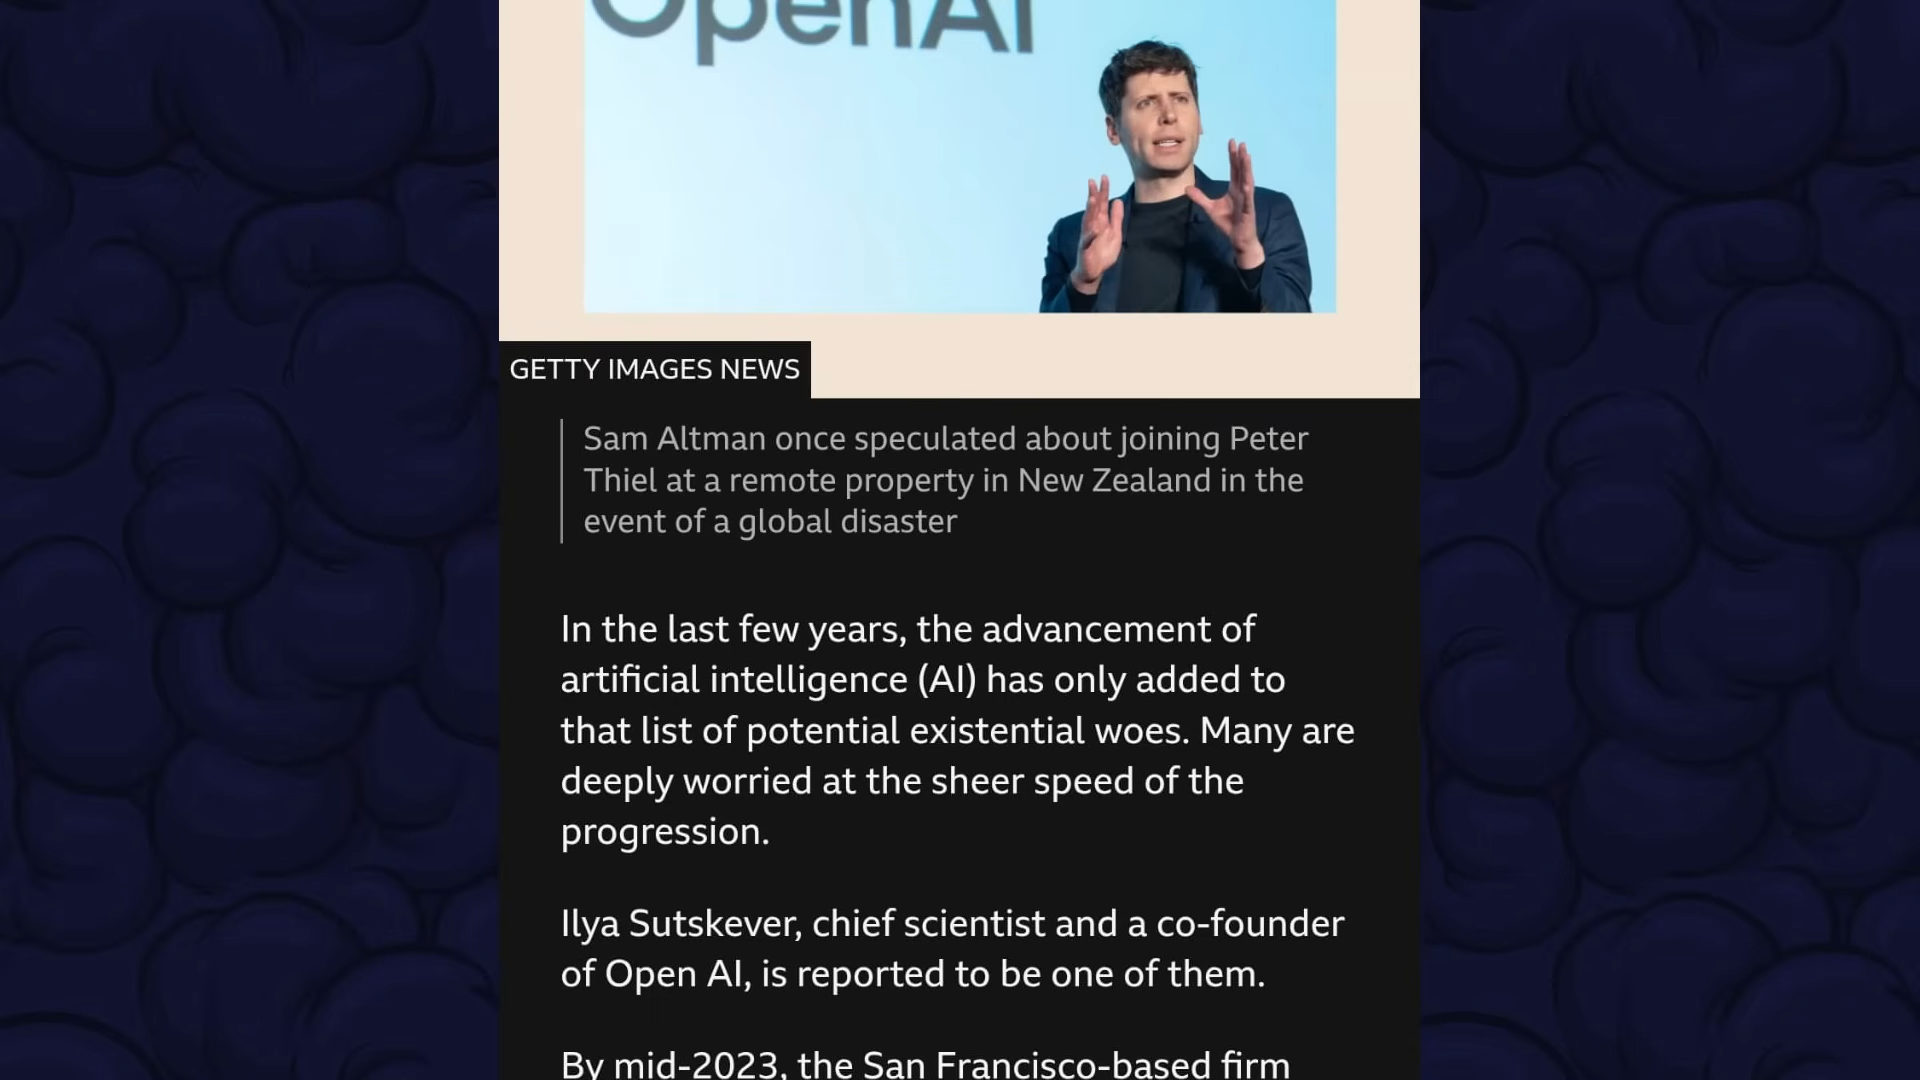 OpenAI
GETTY IMAGES NEWS
Sam Altman once speculated about joining Peter
Thiel at a remote property in New Zealand in the
event of a global disaster
In the last few years, the advancement of
artificial intelligence (AI) has only added to
that list of potential existential woes. Many are
deeply worried at the sheer speed of the
progression.
Ilya Sutskever, chief scientist and a co-founder
of Open AI, is reported to be one of them.
By mid-2023, the San Francisco-based firm